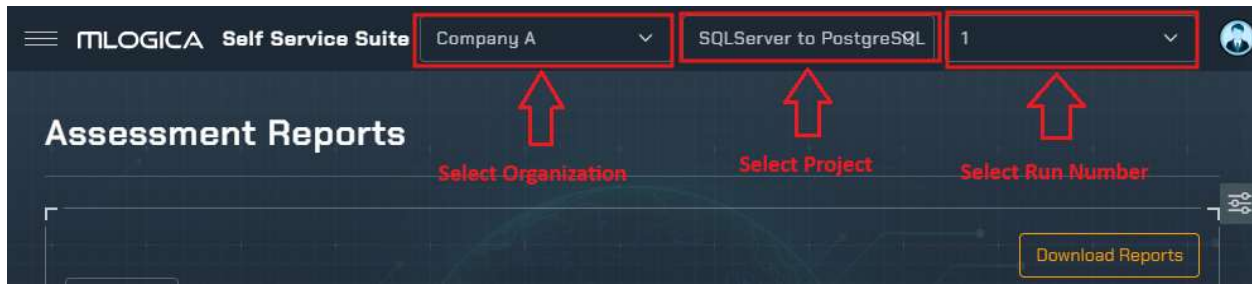 MLOGICA Self Service Suite Company A SQLServer to PostgreSQL 1
Assessment Reports
Select Organization Select Project Select Run Number
Download Reports